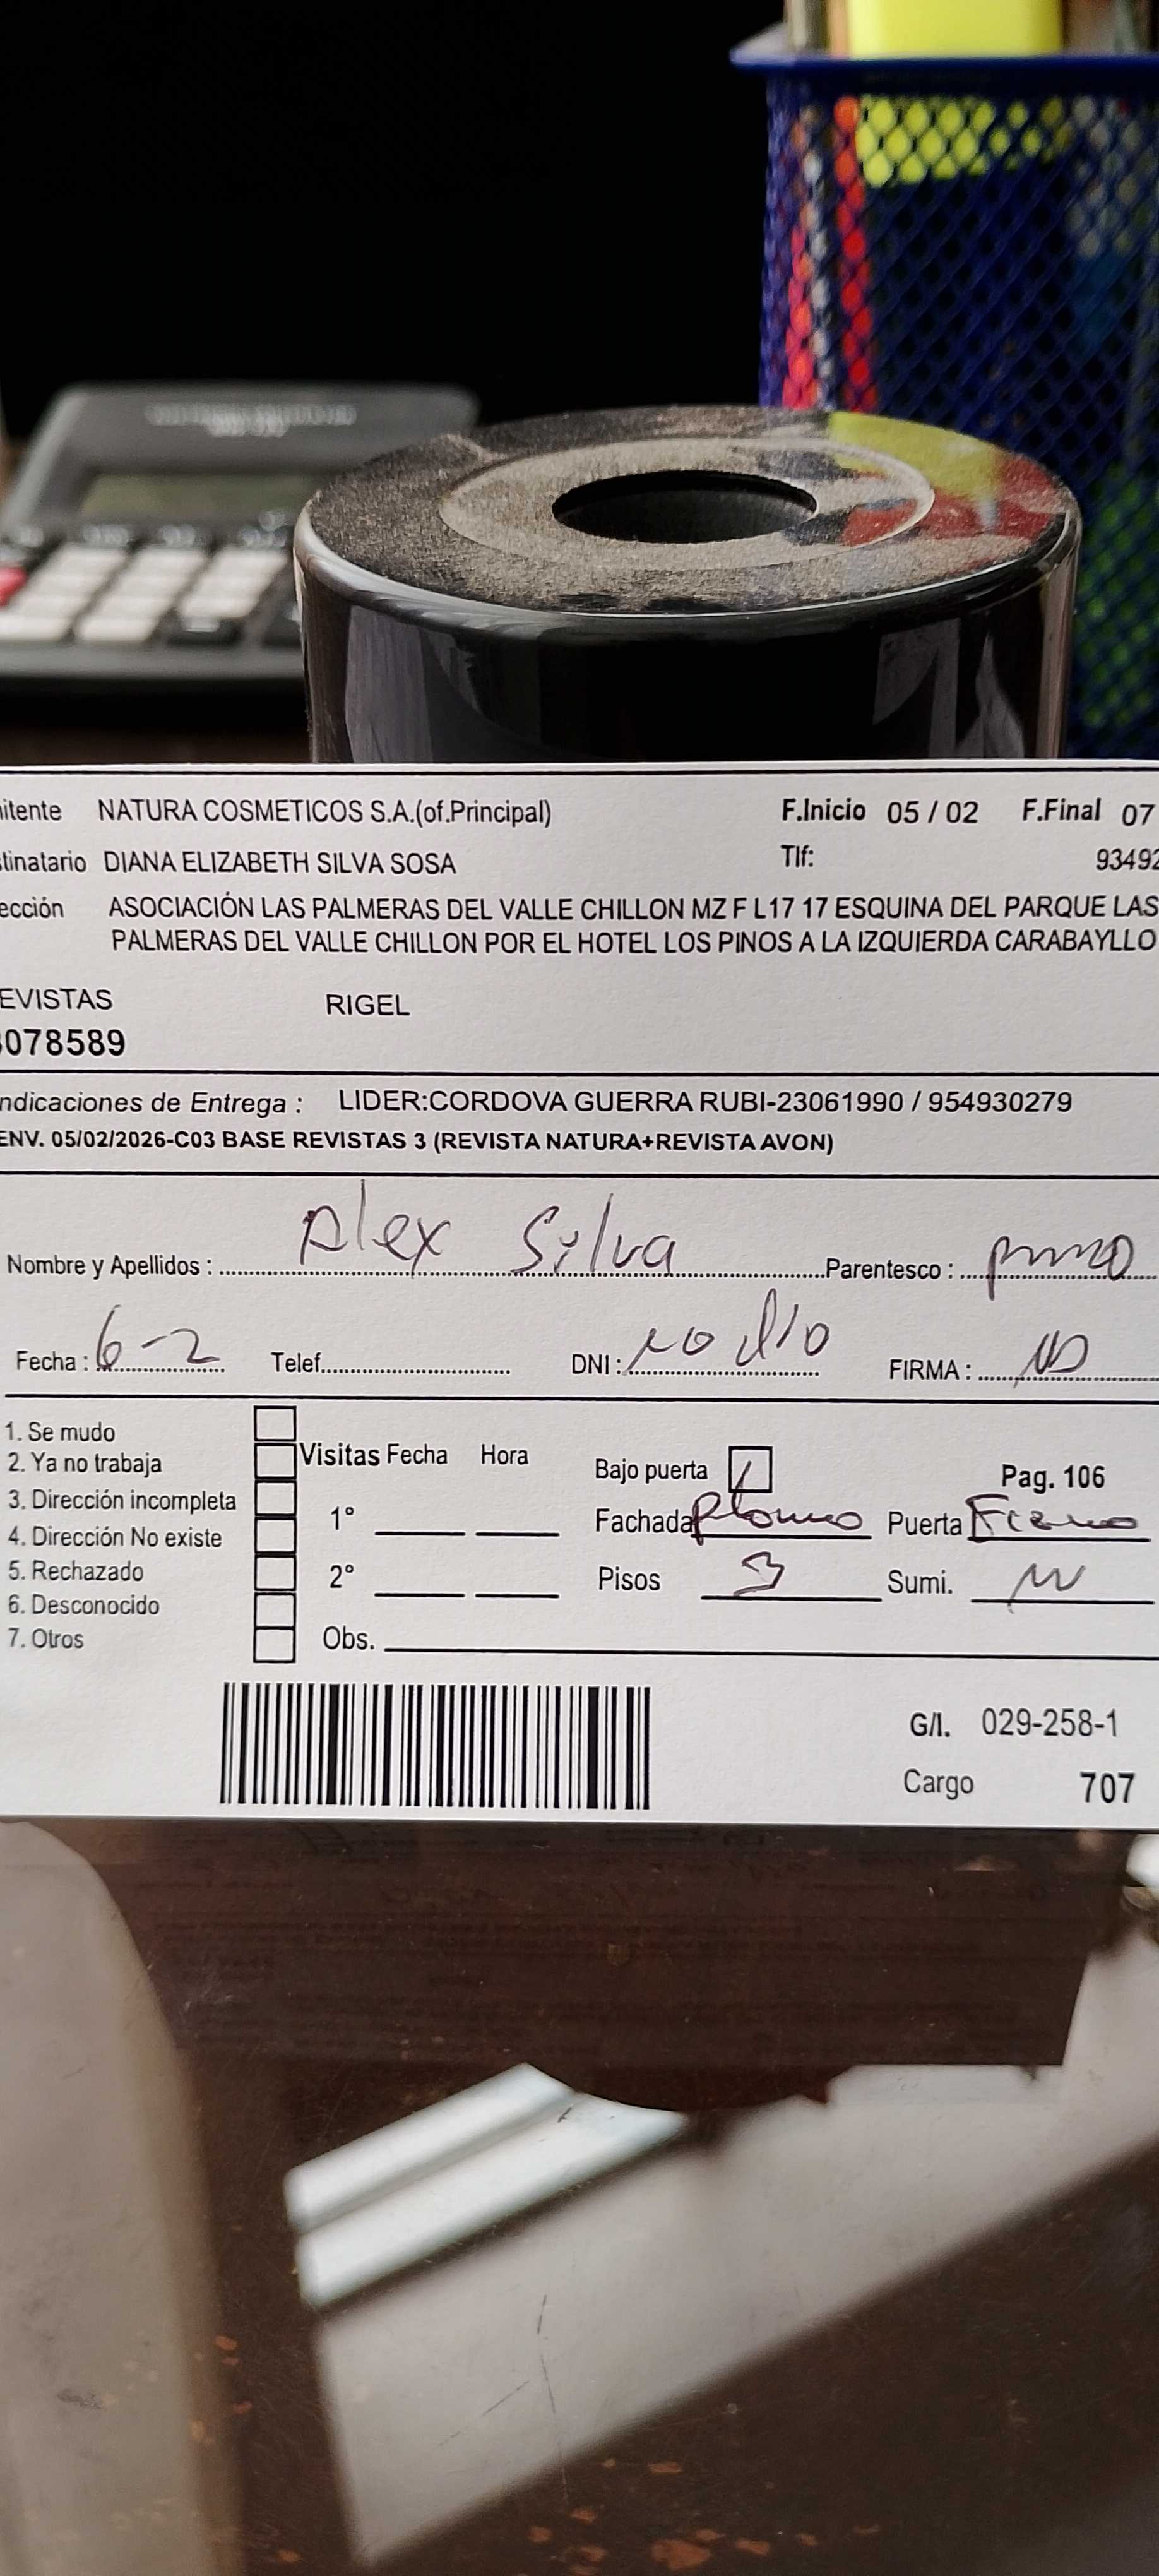 itente NATURA COSMETICOS S.A.(of.Principal) F.Inicio 05 / 02 F.Final 07
tinatario DIANA ELIZABETH SILVA SOSA Tlf: 93492
ección ASOCIACIÓN LAS PALMERAS DEL VALLE CHILLON MZ F L17 17 ESQUINA DEL PARQUE LAS
PALMERAS DEL VALLE CHILLON POR EL HOTEL LOS PINOS A LA IZQUIERDA CARABAYLLO
EVISTAS RIGEL
078589
ndicaciones de Entrega : LIDER:CORDOVA GUERRA RUBI-23061990 / 954930279
ENV. 05/02/2026-C03 BASE REVISTAS 3 (REVISTA NATURA+REVISTA AVON)
Nombre y Apellidos : Alex Silva Parentesco :
Fecha : 6-2 Telef. DNI : no dio FIRMA :
1. Se mudo
2. Ya no trabaja Visitas Fecha Hora Bajo puerta Pag. 106
3. Dirección incompleta 1° Fachada Plomo Puerta Fierro
4. Dirección No existe
5. Rechazado 2° Pisos 3 Sumi.
6. Desconocido
7. Otros Obs.
G/I. 029-258-1
Cargo 707